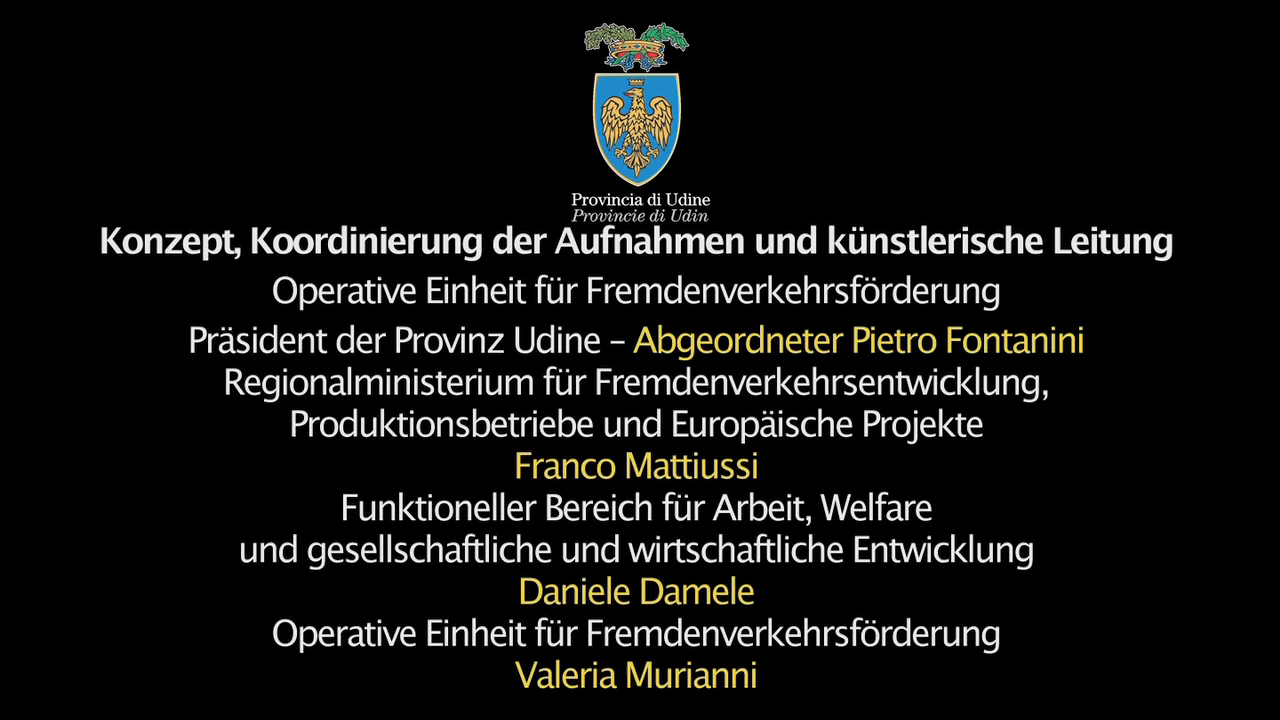 Provincia di Udine
Provincie di Udin
Konzept, Koordinierung der Aufnahmen und künstlerische Leitung
Operative Einheit für Fremdenverkehrsförderung
Präsident der Provinz Udine – Abgeordneter Pietro Fontanini
Regionalministerium für Fremdenverkehrsentwicklung,
Produktionsbetriebe und Europäische Projekte
Franco Mattiussi
Funktioneller Bereich für Arbeit, Welfare
und gesellschaftliche und wirtschaftliche Entwicklung
Daniele Damele
Operative Einheit für Fremdenverkehrsförderung
Valeria Murianni